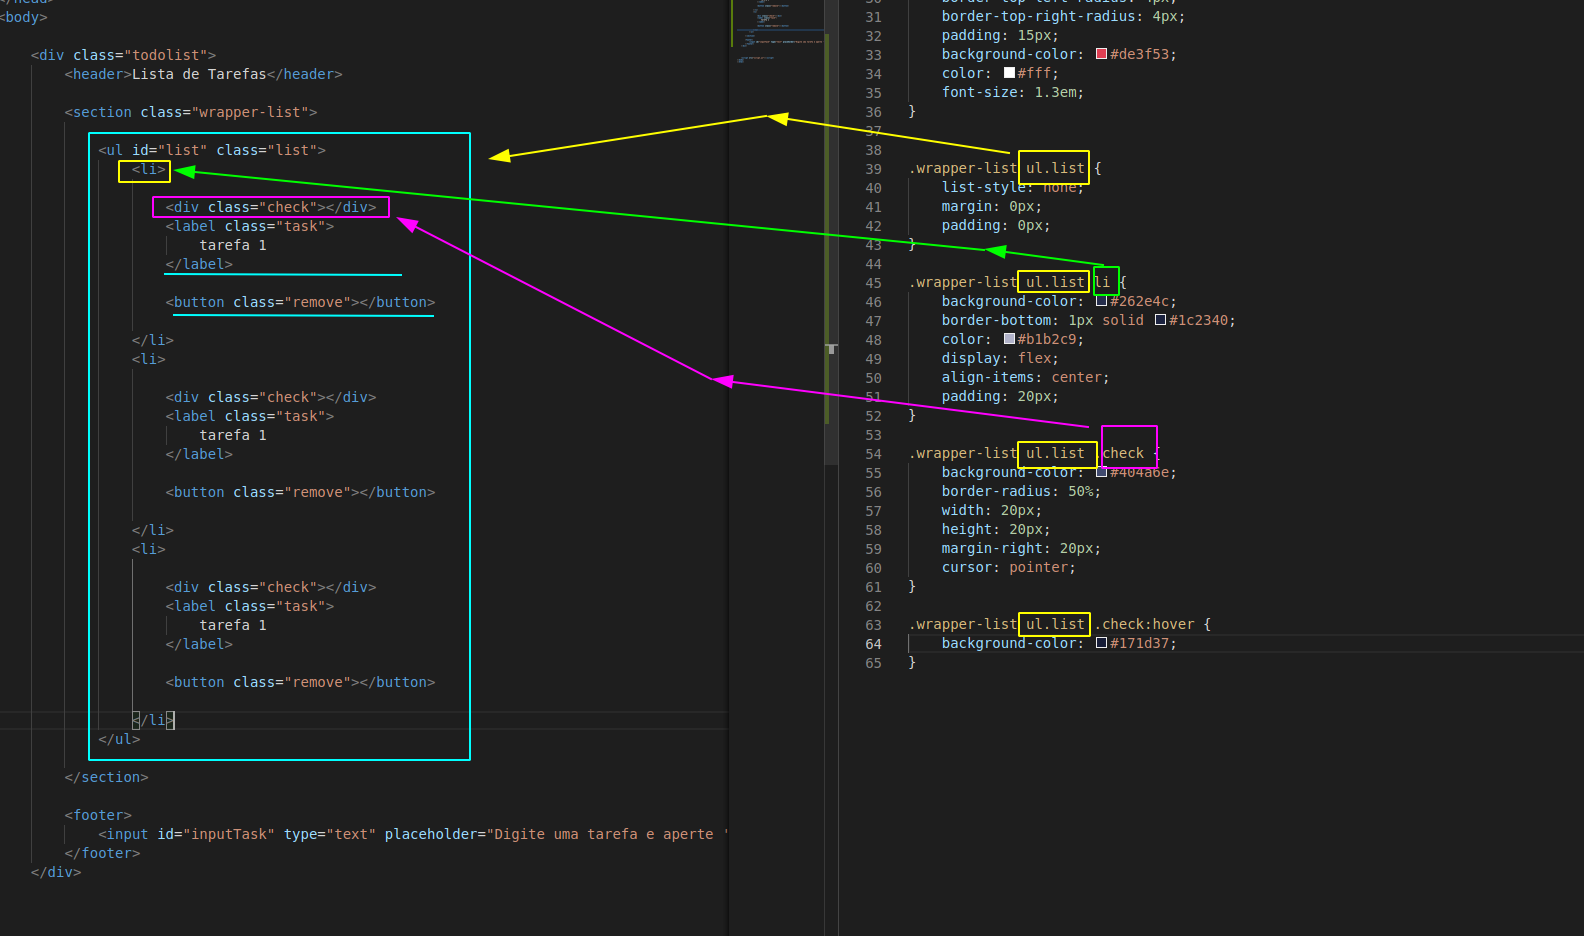 </head>
<body>
<div class="todolist">
<header>Lista de Tarefas</header>
<section class="wrapper-list">
<ul id="list" class="list">
<li>
<div class="check"></div>
<label class="task">
tarefa 1
</label>
<button class="remove"></button>
</li>
<li>
<div class="check"></div>
<label class="task">
tarefa 1
</label>
<button class="remove"></button>
</li>
<li>
<div class="check"></div>
<label class="task">
tarefa 1
</label>
<button class="remove"></button>
</li>
</ul>
</section>
<footer>
<input id="inputTask" type="text" placeholder="Digite uma tarefa e aperte '
</footer>
</div>
30 border-top-left-radius: 4px;
31 border-top-right-radius: 4px;
32 padding: 15px;
33 background-color: #de3f53;
34 color: #fff;
35 font-size: 1.3em;
36 }
37
38
39 .wrapper-list ul.list {
40 list-style: none;
41 margin: 0px;
42 padding: 0px;
43 }
44
45 .wrapper-list ul.list li {
46 background-color: #262e4c;
47 border-bottom: 1px solid #1c2340;
48 color: #b1b2c9;
49 display: flex;
50 align-items: center;
51 padding: 20px;
52 }
53
54 .wrapper-list ul.list .check {
55 background-color: #404a6e;
56 border-radius: 50%;
57 width: 20px;
58 height: 20px;
59 margin-right: 20px;
60 cursor: pointer;
61 }
62
63 .wrapper-list ul.list .check:hover {
64 background-color: #171d37;
65 }